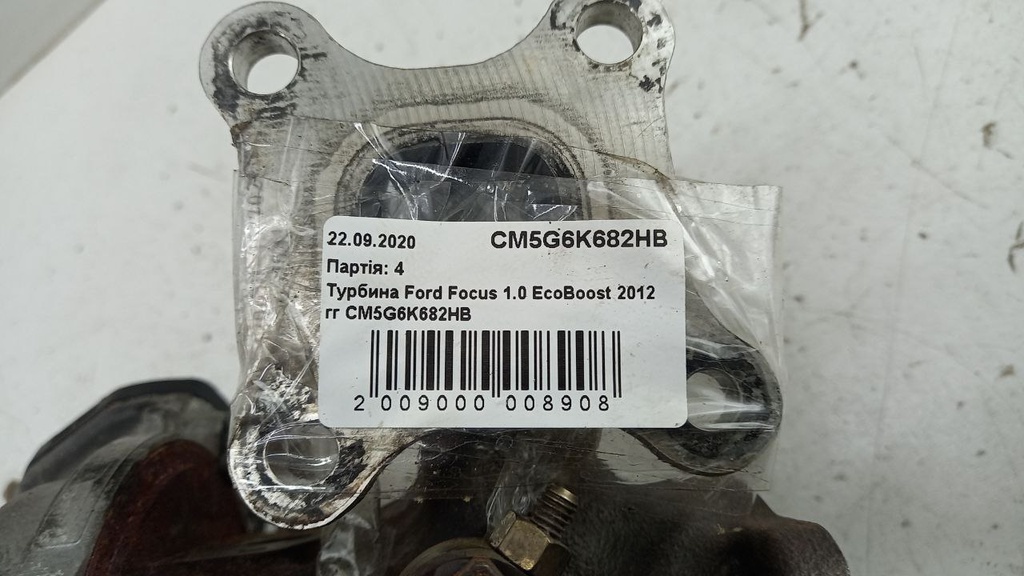 22.09.2020 CM5G6K682HB
Партія: 4
Турбина Ford Focus 1.0 EcoBoost 2012
гг CM5G6K682HB
2 009000 008908